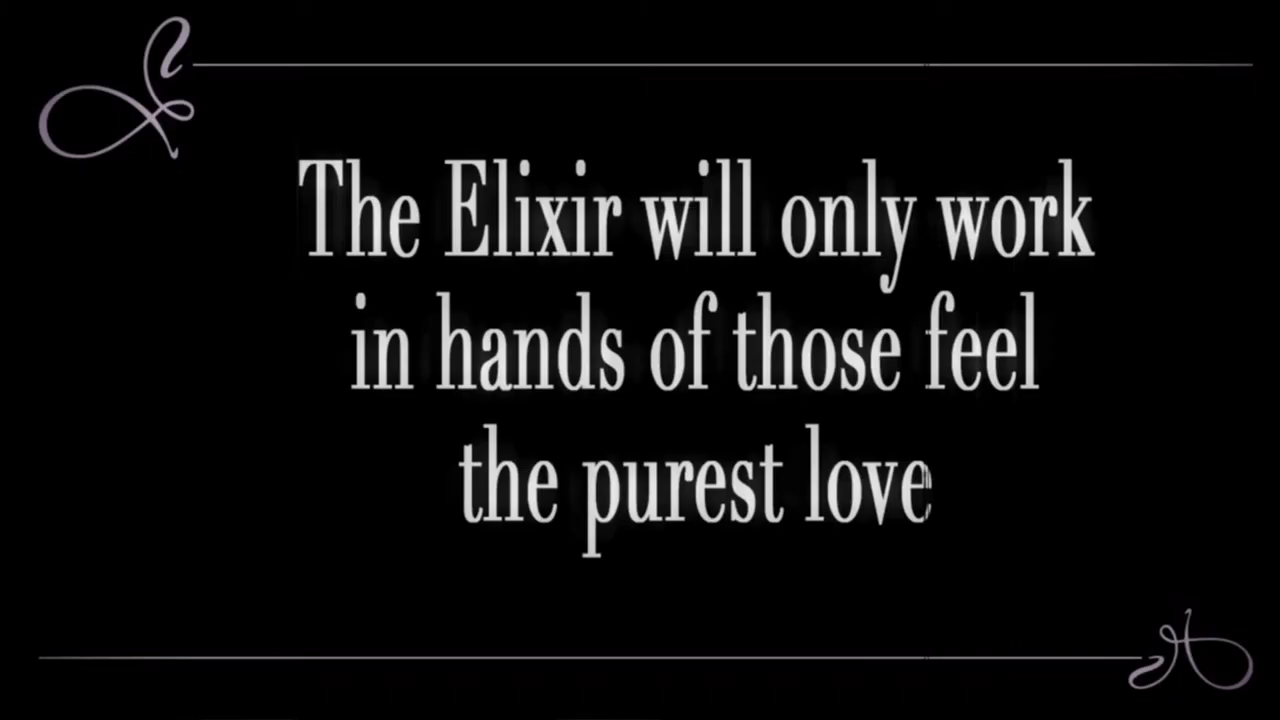 The Elixir will only work
in hands of those feel
the purest love